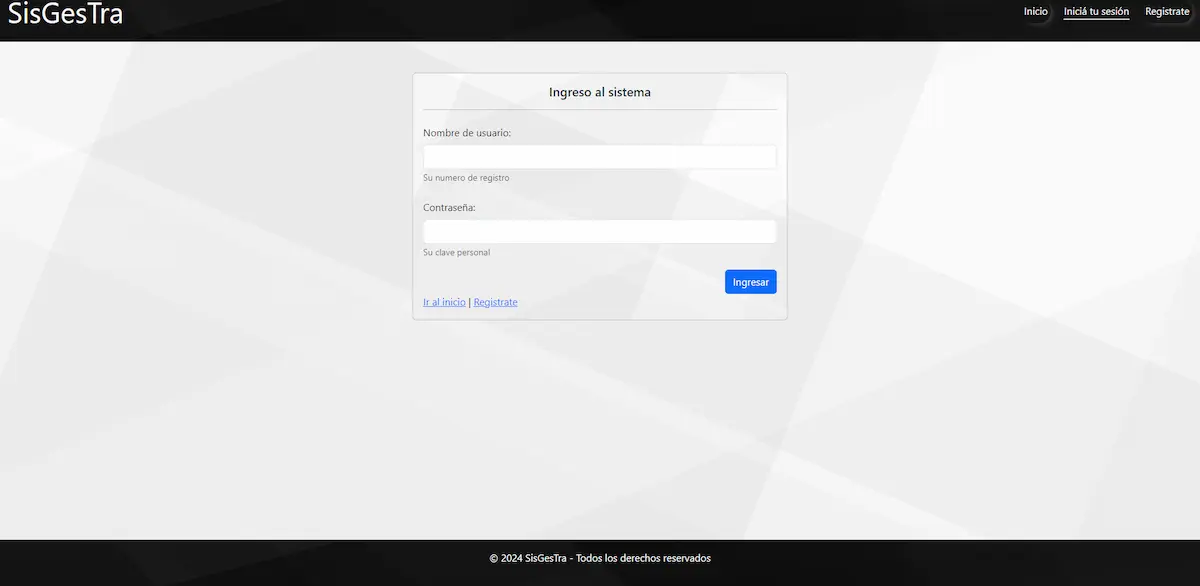 SisGesTra
Inicio Iniciá tu sesión Registrate
Ingreso al sistema
Nombre de usuario:
Su numero de registro
Contraseña:
Su clave personal
Ingresar
Ir al inicio | Registrate
© 2024 SisGesTra - Todos los derechos reservados